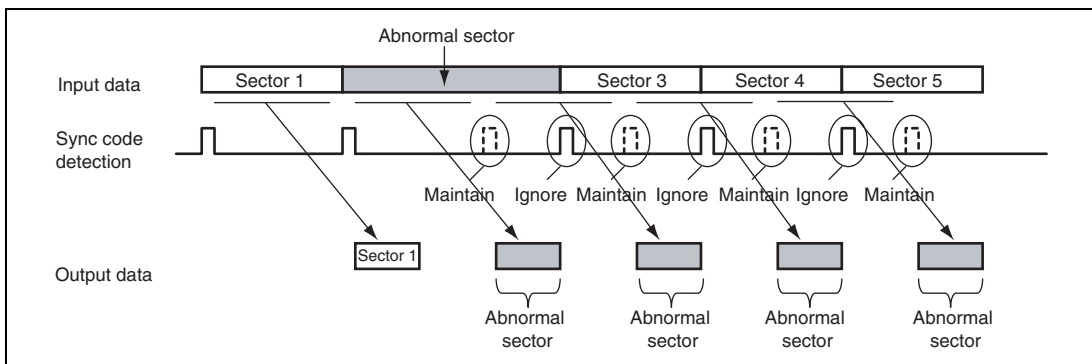 Abnormal sector
Input data
Sector 1
Sector 3
Sector 4
Sector 5
Sync code
detection
Maintain
Ignore
Maintain
Ignore
Maintain
Ignore
Maintain
Output data
Sector 1
Abnormal
sector
Abnormal
sector
Abnormal
sector
Abnormal
sector